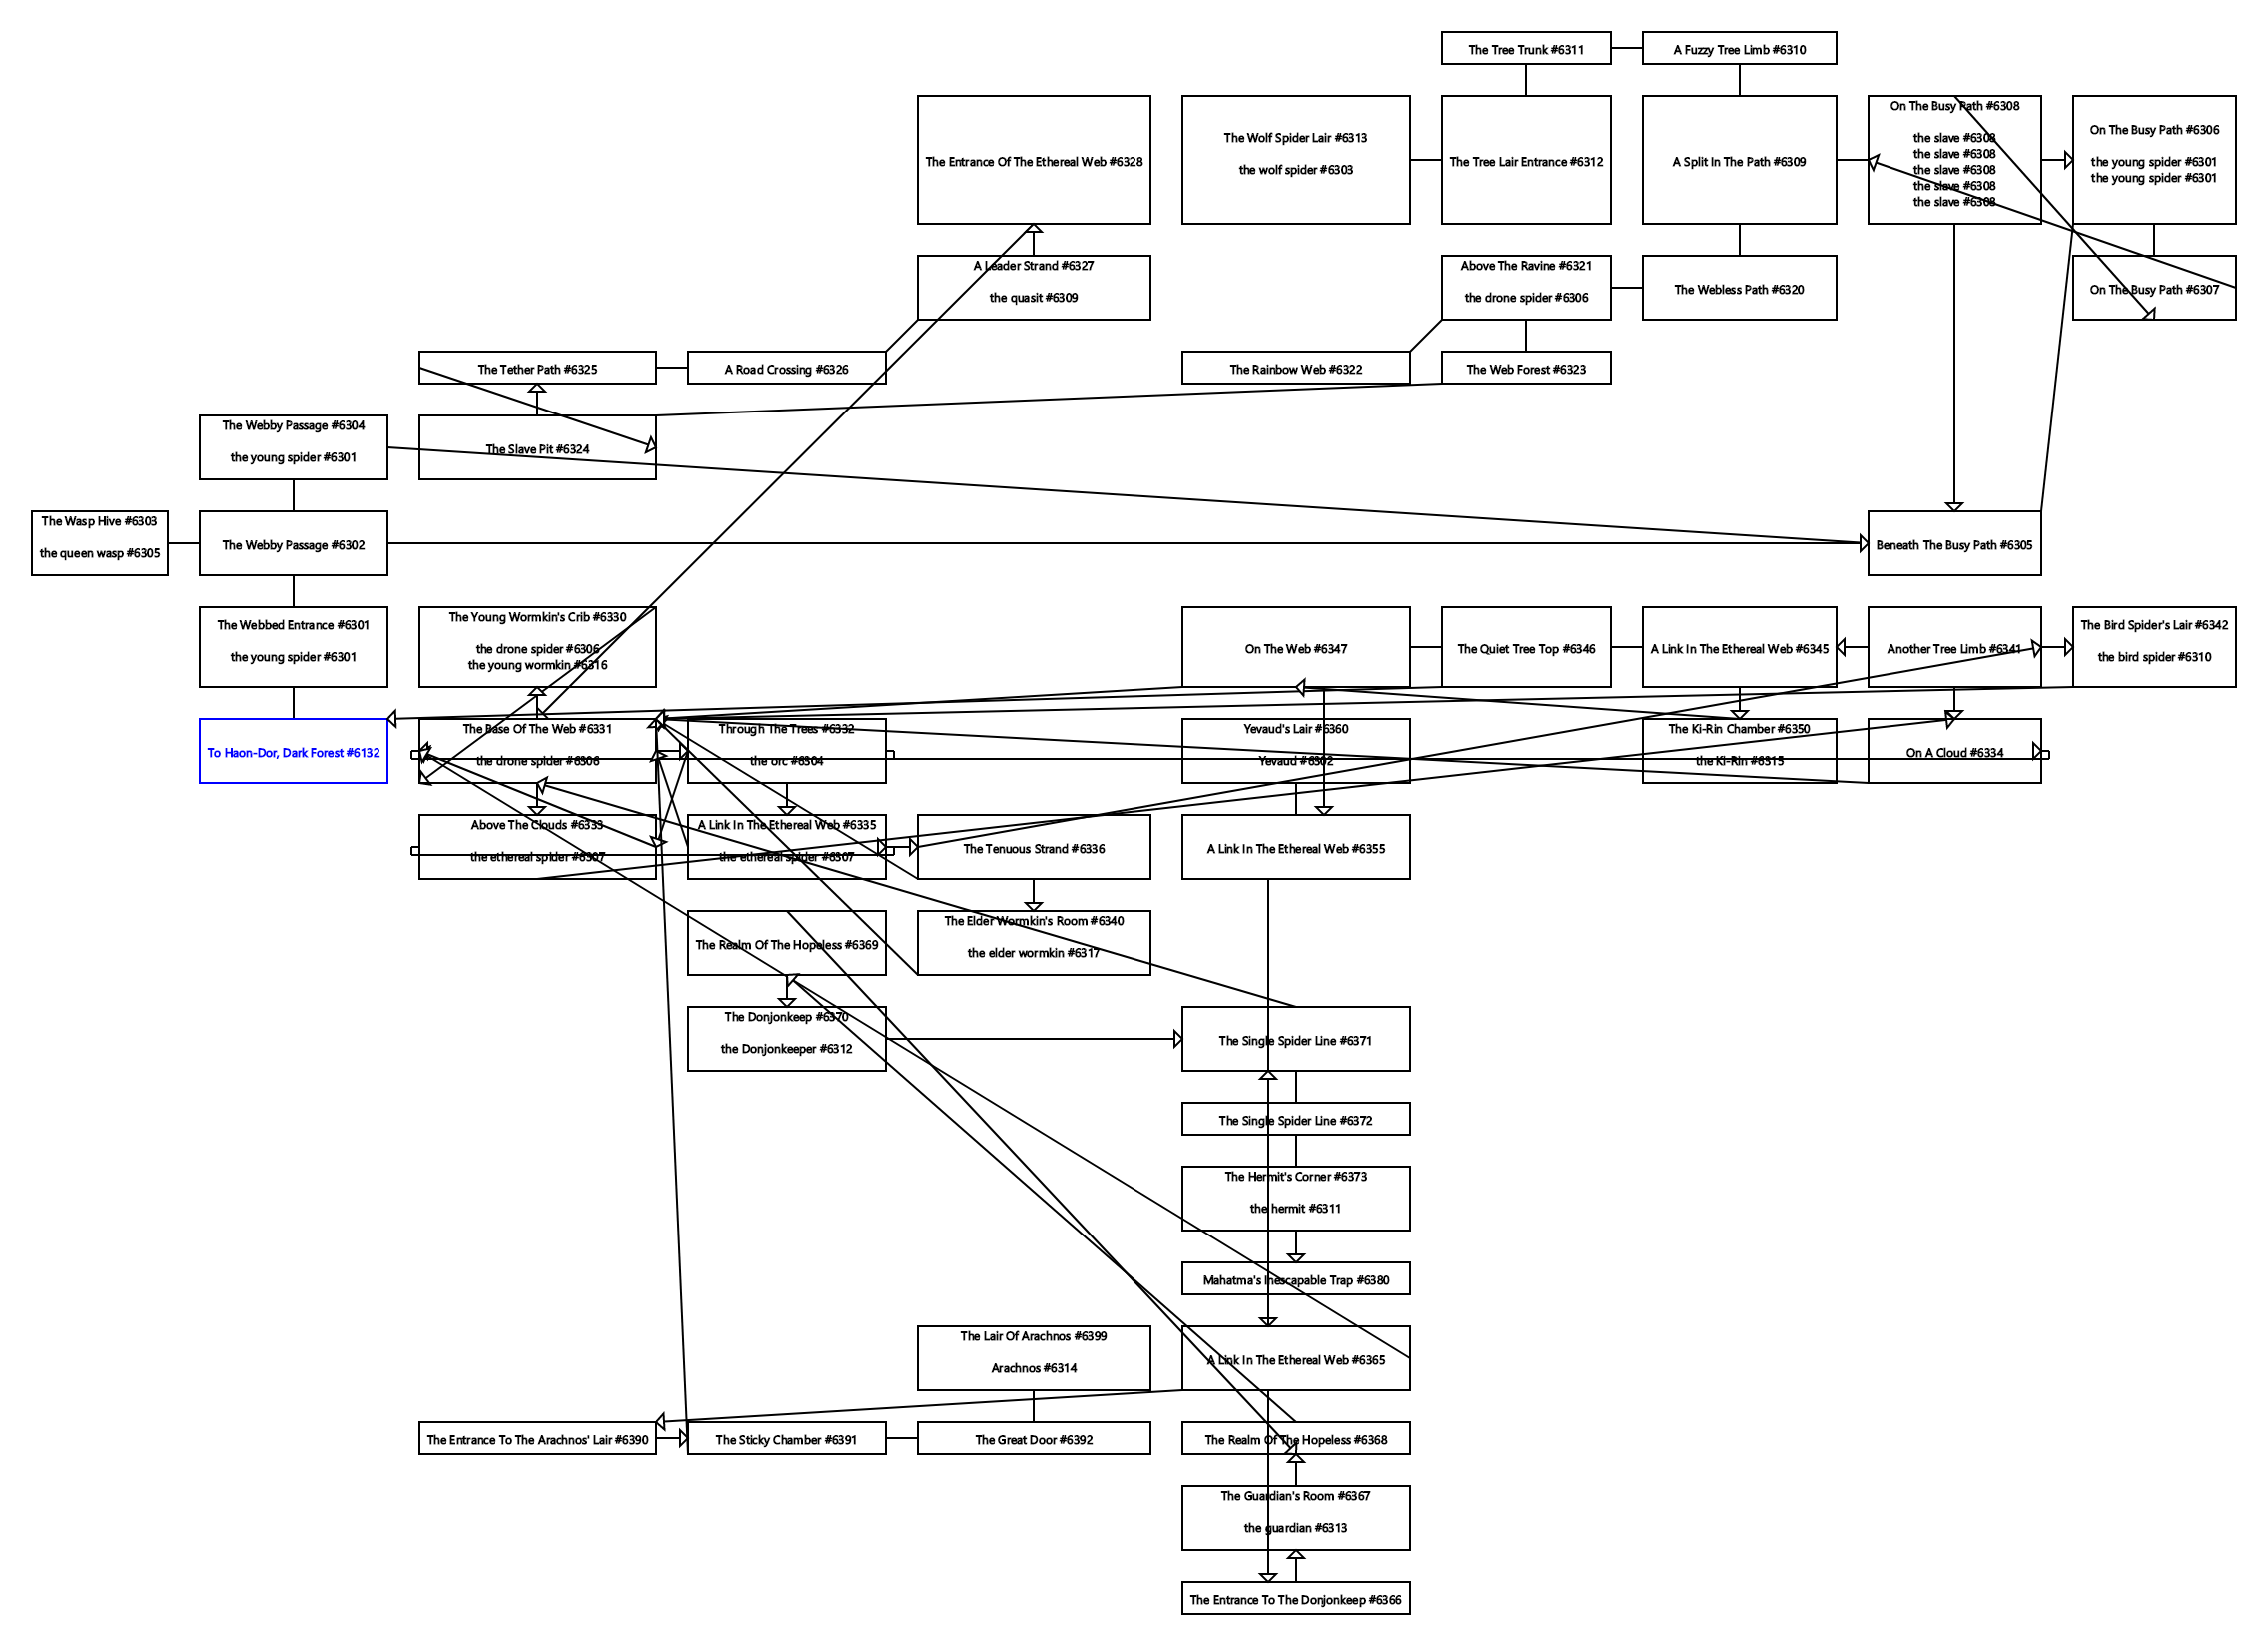 The Tree Trunk #6311
A Fuzzy Tree Limb #6310
The Entrance Of The Ethereal Web #6328
The Wolf Spider Lair #6313
the wolf spider #6303
The Tree Lair Entrance #6312
A Split In The Path #6309
On The Busy Path #6308
the slave #6308
the slave #6308
the slave #6308
the slave #6308
the slave #6308
On The Busy Path #6306
the young spider #6301
the young spider #6301
A Leader Strand #6327
the quasit #6309
Above The Ravine #6321
the drone spider #6306
The Webless Path #6320
On The Busy Path #6307
The Tether Path #6325
A Road Crossing #6326
The Rainbow Web #6322
The Web Forest #6323
The Webby Passage #6304
the young spider #6301
The Slave Pit #6324
The Wasp Hive #6303
the queen wasp #6305
The Webby Passage #6302
Beneath The Busy Path #6305
The Webbed Entrance #6301
the young spider #6301
The Young Wormkin's Crib #6330
the drone spider #6306
the young wormkin #6316
On The Web #6347
The Quiet Tree Top #6346
A Link In The Ethereal Web #6345
Another Tree Limb #6341
The Bird Spider's Lair #6342
the bird spider #6310
To Haon-Dor, Dark Forest #6132
The Base Of The Web #6331
the drone spider #6306
Through The Trees #6332
the orc #6304
Yevaud's Lair #6360
Yevaud #6302
The Ki-Rin Chamber #6350
the Ki-Rin #6315
On A Cloud #6334
Above The Clouds #6333
the ethereal spider #6307
A Link In The Ethereal Web #6335
the ethereal spider #6307
The Tenuous Strand #6336
A Link In The Ethereal Web #6355
The Realm Of The Hopeless #6369
The Elder Wormkin's Room #6340
the elder wormkin #6317
The Donjonkeep #6370
the Donjonkeeper #6312
The Single Spider Line #6371
The Single Spider Line #6372
The Hermit's Corner #6373
the hermit #6311
Mahatma's Inescapable Trap #6380
The Lair Of Arachnos #6399
Arachnos #6314
A Link In The Ethereal Web #6365
The Entrance To The Arachnos' Lair #6390
The Sticky Chamber #6391
The Great Door #6392
The Realm Of The Hopeless #6368
The Guardian's Room #6367
the guardian #6313
The Entrance To The Donjonkeep #6366